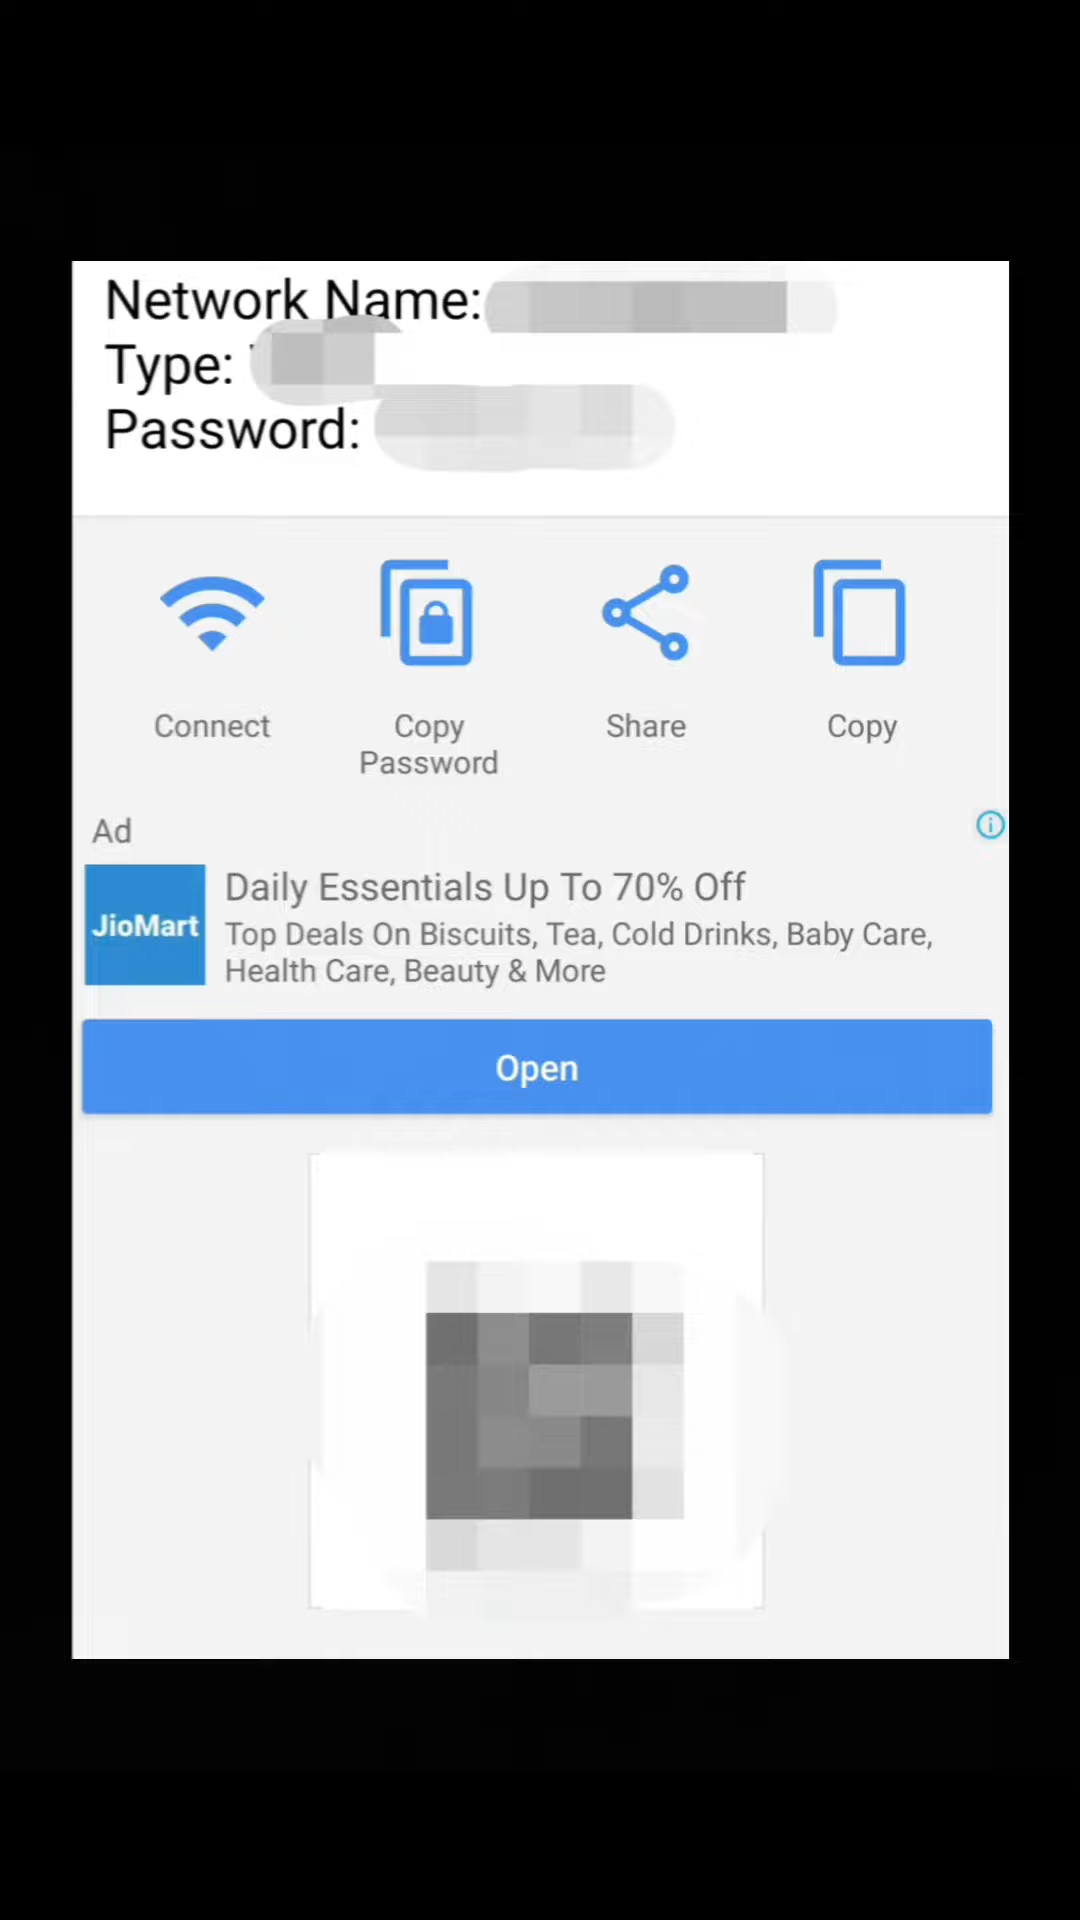 Network Name:
Type:
Password:
Connect
Copy
Password
Share
Copy
Ad
JioMart
Daily Essentials Up To 70% Off
Top Deals On Biscuits, Tea, Cold Drinks, Baby Care,
Health Care, Beauty & More
Open